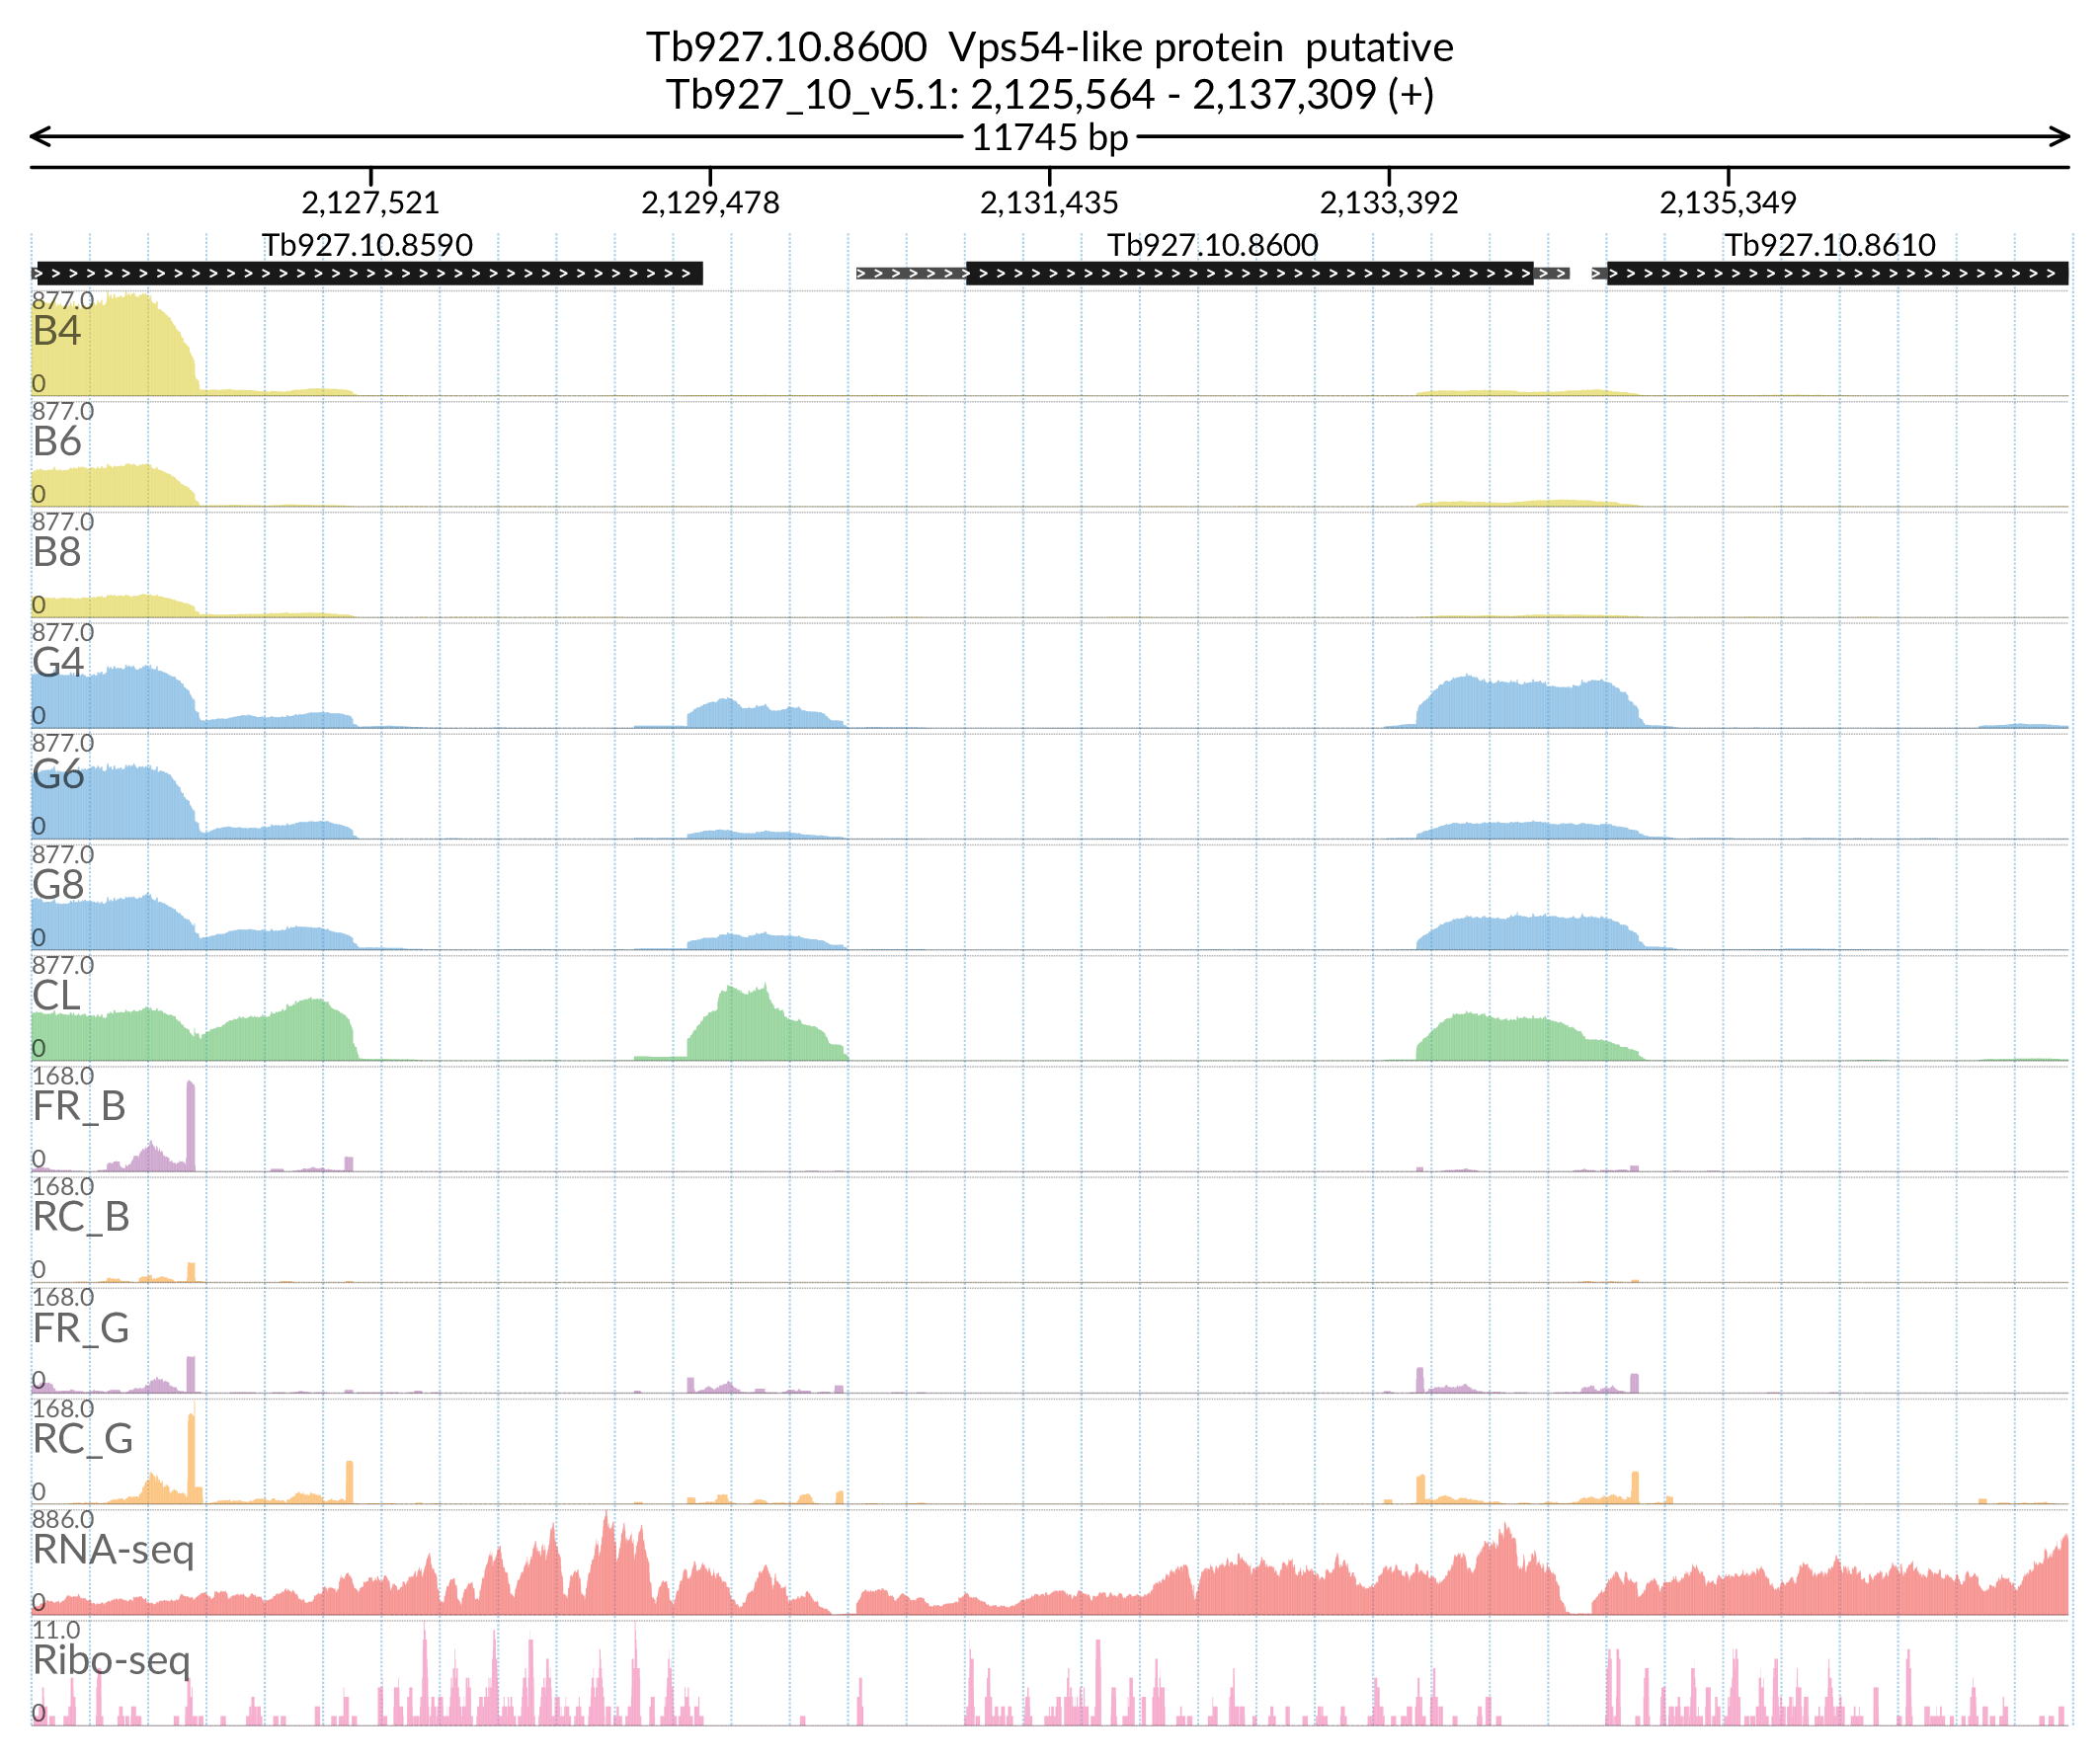 Tb927.10.8600  Vps54-like protein  putative
Tb927_10_v5.1: 2,125,564 - 2,137,309 (+)
11745 bp
2,127,521 2,129,478 2,131,435 2,133,392 2,135,349
Tb927.10.8590 Tb927.10.8600 Tb927.10.8610
877.0
B4
0
877.0
B6
0
877.0
B8
0
877.0
G4
0
877.0
G6
0
877.0
G8
0
877.0
CL
0
168.0
FR_B
0
168.0
RC_B
0
168.0
FR_G
0
168.0
RC_G
0
886.0
RNA-seq
0
11.0
Ribo-seq
0